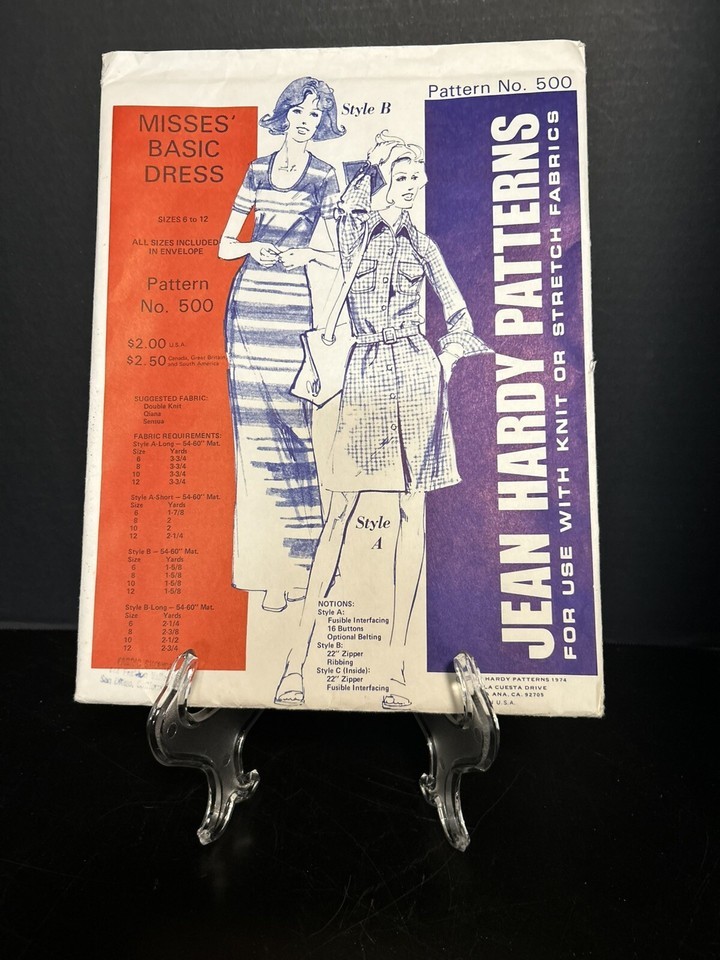 Pattern No. 500
MISSES'
BASIC
DRESS
SIZES 6 to 12
ALL SIZES INCLUDED
IN ENVELOPE
Pattern
No. 500
$2.00 U.S.A.
$2.50 Canada, Great Britain
and South America
SUGGESTED FABRIC:
Double Knit
Qiana
Sensue
FABRIC REQUIREMENTS:
Style A-Long — 54-60" Mat.
Size Yards
6 3-3/4
8 3-3/4
10 3-3/4
12 3-3/4
Style A-Short — 54-60" Mat.
Size Yards
6 1-7/8
8 2
10 2
12 2-1/4
Style B — 54-60" Mat.
Size Yards
6 1-5/8
8 1-5/8
10 1-5/8
12 1-5/8
Style B-Long — 54-60" Mat.
Size Yards
6 2-1/4
8 2-3/8
10 2-1/2
12 2-3/4
Style B
Style
A
NOTIONS:
Style A:
Fusible Interfacing
16 Buttons
Optional Belting
Style B:
22" Zipper
Ribbing
Style C (Inside):
22" Zipper
Fusible Interfacing
JEAN HARDY PATTERNS
FOR USE WITH KNIT OR STRETCH FABRICS
HARDY PATTERNS 1974
LA CUESTA DRIVE
ANA, CA. 92705
U.S.A.